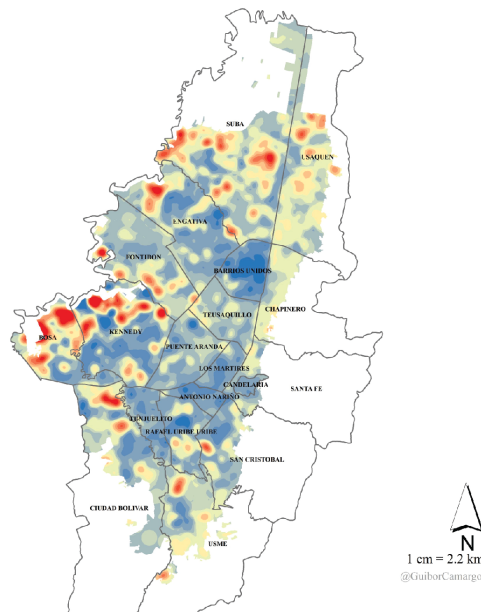 SUBA
USAQUEN
ENGATIVA
FONTIBON
BARRIOS UNIDOS
TEUSAQUILLO
CHAPINERO
BOSA
KENNEDY
PUENTE ARANDA
LOS MARTIRES
CANDELARIA
SANTA FE
ANTONIO NARIÑO
TUNJUELITO
RAFAEL URIBE URIBE
SAN CRISTOBAL
CIUDAD BOLIVAR
USME
N
1 cm = 2.2 km
@GuiborCamargo